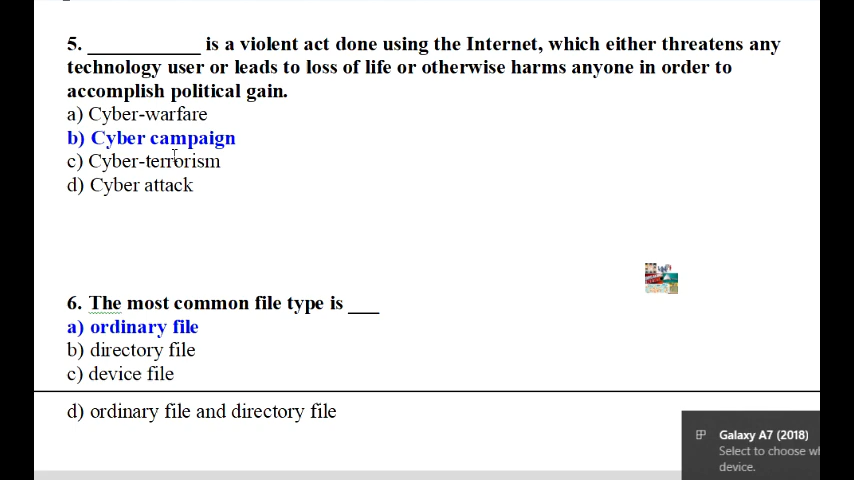 5. ___________ is a violent act done using the Internet, which either threatens any
technology user or leads to loss of life or otherwise harms anyone in order to
accomplish political gain.
a) Cyber-warfare
b) Cyber campaign
c) Cyber-terrorism
d) Cyber attack
6. The most common file type is ___
a) ordinary file
b) directory file
c) device file
d) ordinary file and directory file
Galaxy A7 (2018)
Select to choose
device.